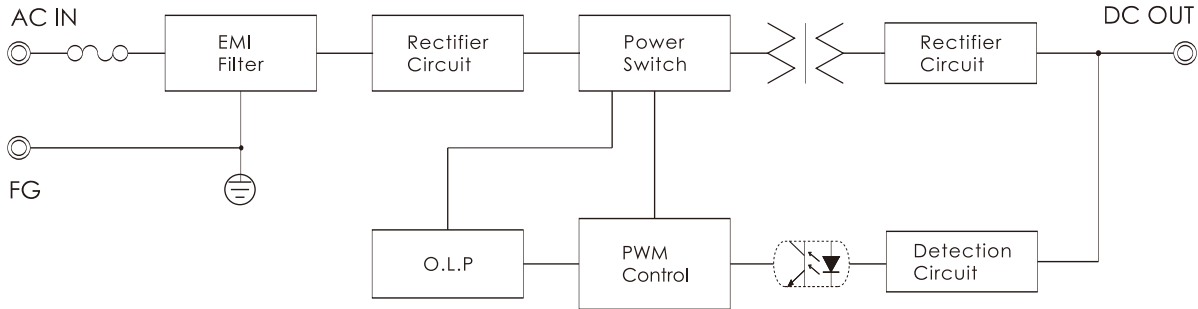 AC IN
DC OUT
EMI
Filter
Rectifier
Circuit
Power
Switch
Rectifier
Circuit
FG
O.L.P
PWM
Control
Detection
Circuit